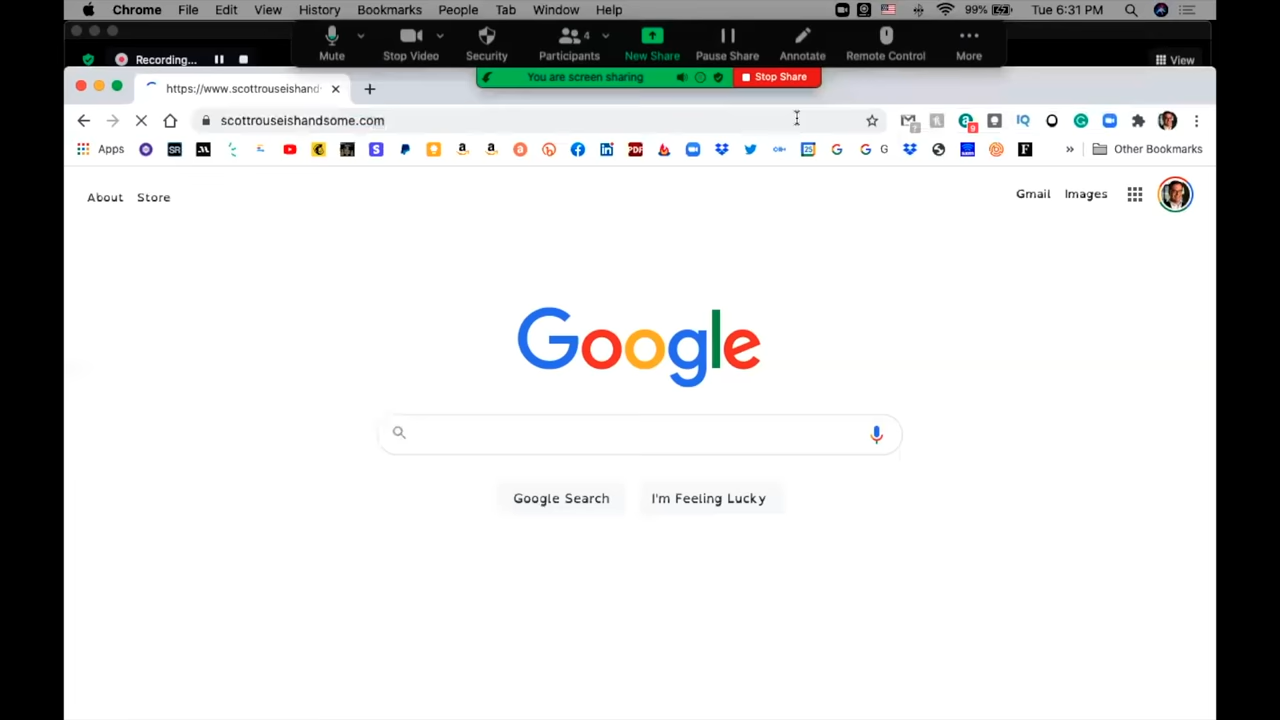 Chrome File Edit View History Bookmarks People Tab Window Help 99% Tue 6:31 PM
Mute Stop Video Security 4 Participants New Share Pause Share Annotate Remote Control More
Recording... View
You are screen sharing Stop Share
https://www.scottrouseishand
scottrouseishandsome.com
Apps Other Bookmarks
About Store Gmail Images
Google
Google Search I'm Feeling Lucky